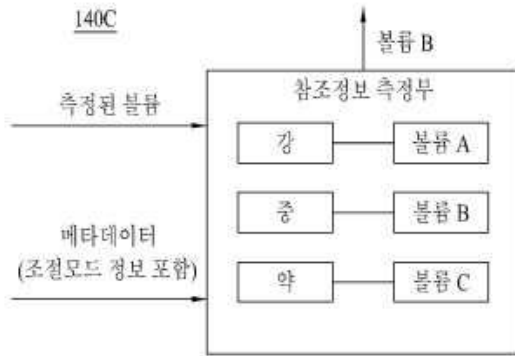 140C
볼륨 B
참조정보 측정부
측정된 볼륨
강 볼륨 A
중 볼륨 B
메타데이터
(조절모드 정보 포함)
약 볼륨 C